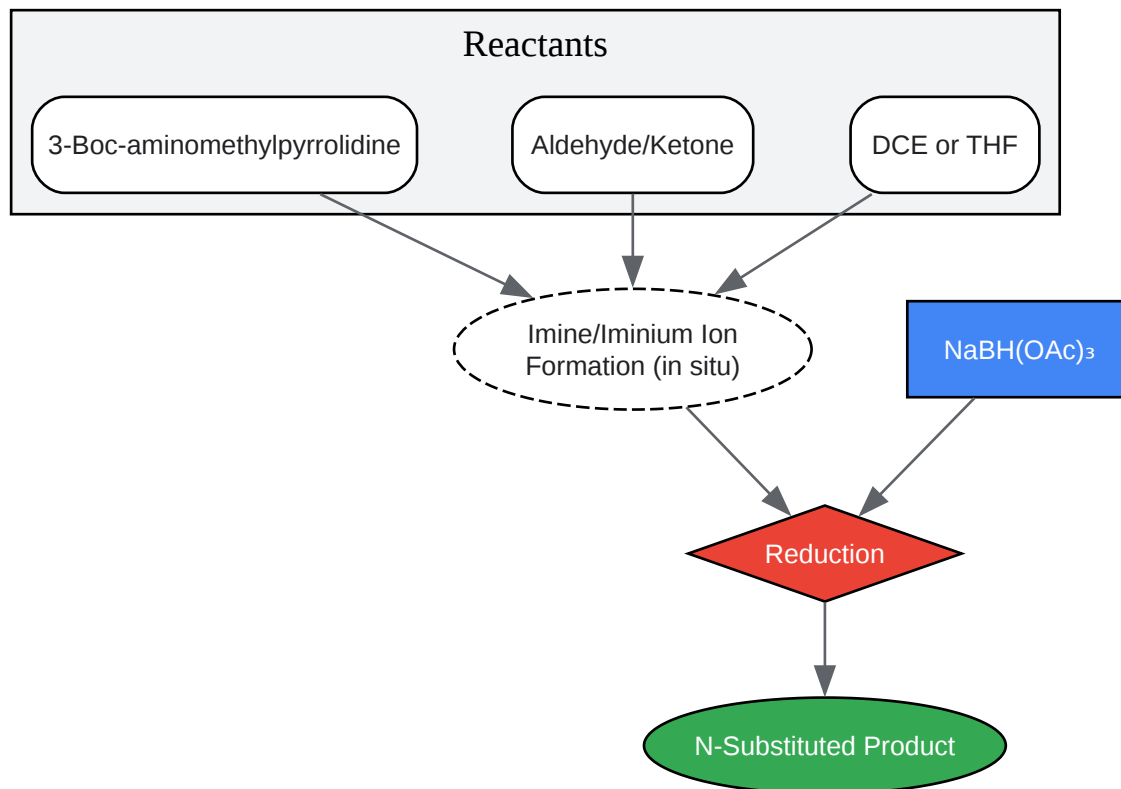 Reactants
3-Boc-aminomethylpyrrolidine
Aldehyde/Ketone
DCE or THF
Imine/Iminium Ion
Formation (in situ)
NaBH(OAc)₃
Reduction
N-Substituted Product